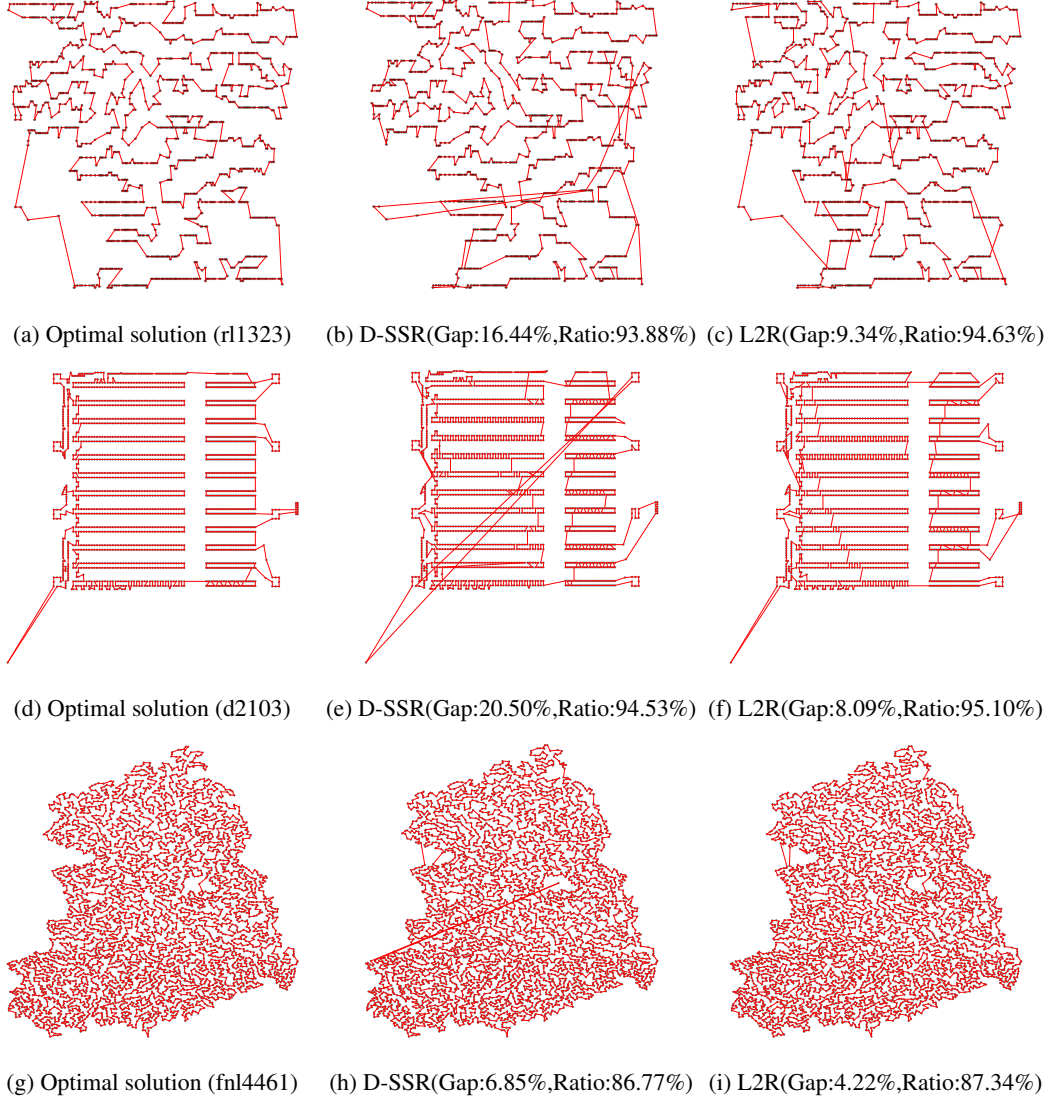 (a) Optimal solution (rl1323)
(b) D-SSR(Gap:16.44%,Ratio:93.88%)
(c) L2R(Gap:9.34%,Ratio:94.63%)
(d) Optimal solution (d2103)
(e) D-SSR(Gap:20.50%,Ratio:94.53%)
(f) L2R(Gap:8.09%,Ratio:95.10%)
(g) Optimal solution (fnl4461)
(h) D-SSR(Gap:6.85%,Ratio:86.77%)
(i) L2R(Gap:4.22%,Ratio:87.34%)